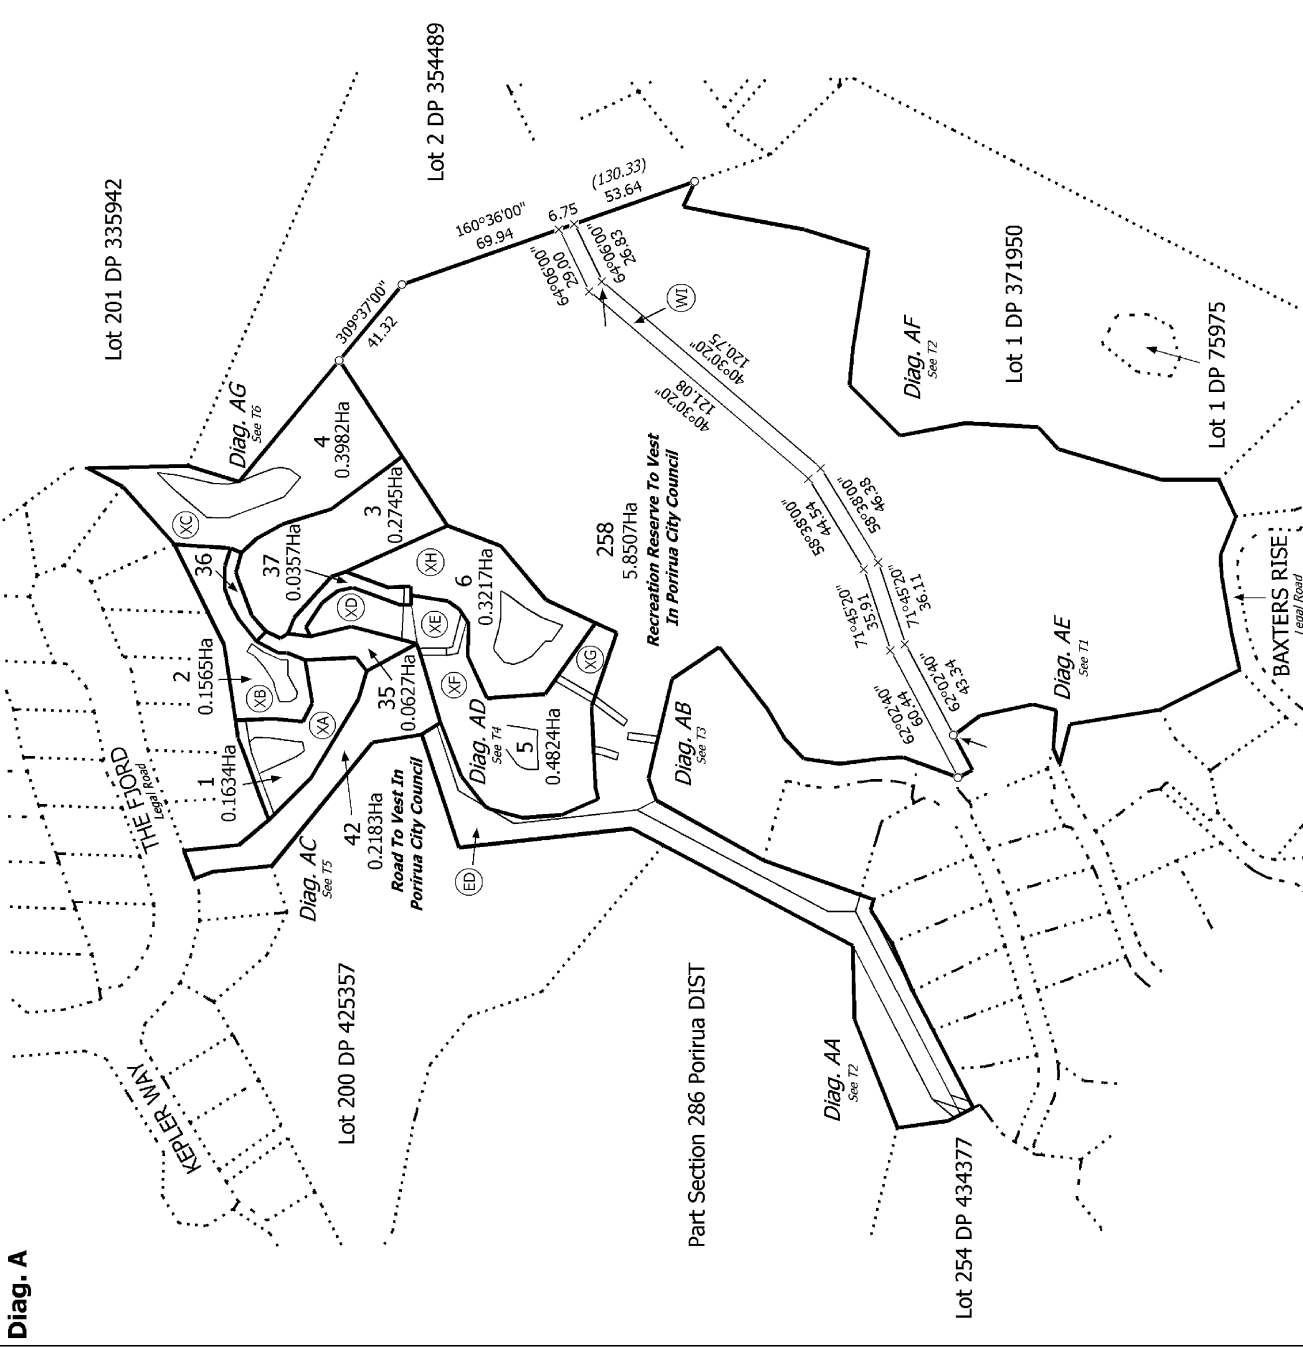 Diag. A
Lot 201 DP 335942
Lot 2 DP 354489
THE FJORD
Legal Road
KEPLER WAY
Diag. AG
See T6
309°37'00"
41.32
160°36'00"
69.94
6.75
(130.33)
53.64
64°06'00"
29.00
64°06'00"
26.83
WI
40°30'20"
121.08
40°30'20"
120.75
58°38'00"
44.54
58°38'00"
46.38
71°45'20"
35.91
71°45'20"
36.11
62°02'40"
60.44
62°02'40"
43.34
4
0.3982Ha
3
0.2745Ha
XC
36
37
0.0357Ha
XH
6
0.3217Ha
XD
XE
XG
XF
2
0.1565Ha
XB
XA
35
0.0627Ha
1
0.1634Ha
Diag. AD
See T4
5
0.4824Ha
42
0.2183Ha
Road To Vest In
Porirua City Council
Diag. AC
See T5
ED
258
5.8507Ha
Recreation Reserve To Vest
In Porirua City Council
Diag. AB
See T3
Diag. AF
See T2
Lot 1 DP 371950
Lot 1 DP 75975
Diag. AE
See T1
BAXTERS RISE
Legal Road
Lot 200 DP 425357
Part Section 286 Porirua DIST
Diag. AA
See T2
Lot 254 DP 434377